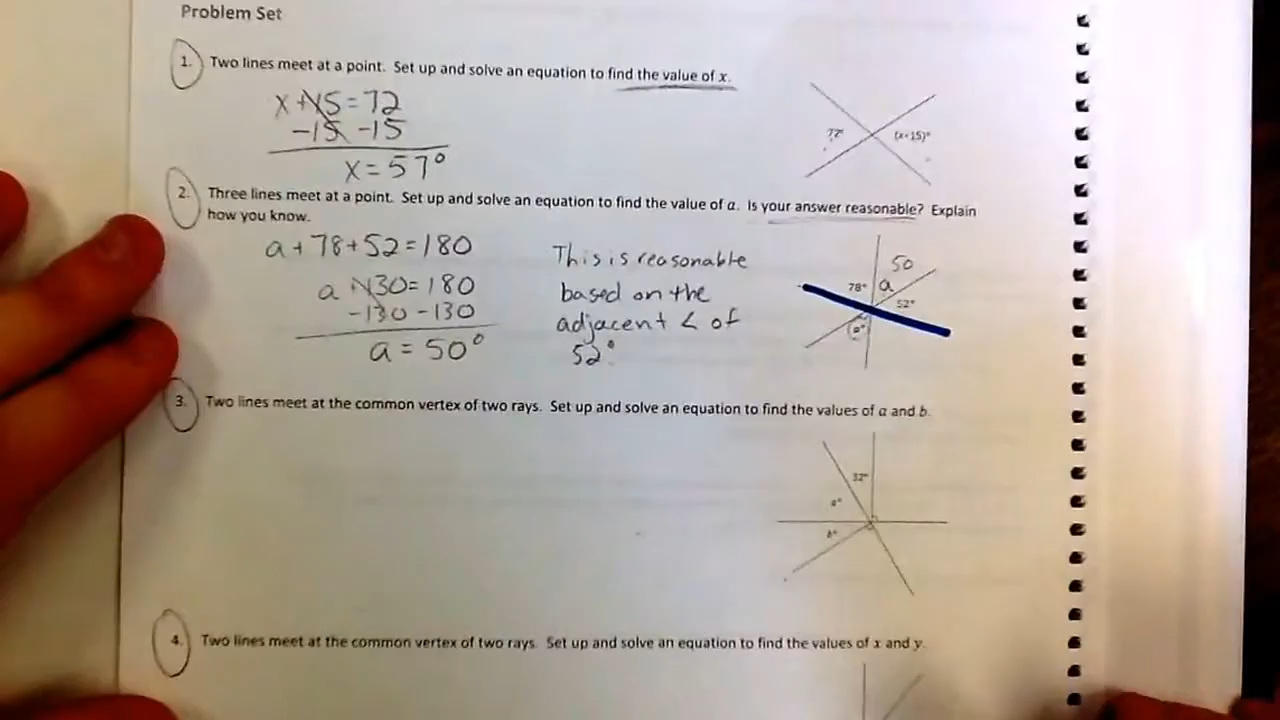 Problem Set
1. Two lines meet at a point. Set up and solve an equation to find the value of x.
x + 15 = 72
-15 -15
x = 57°
72°
(x+15)°
2. Three lines meet at a point. Set up and solve an equation to find the value of a. Is your answer reasonable? Explain
how you know.
a + 78 + 52 = 180
a + 130 = 180
-130 -130
a = 50°
This is reasonable
based on the
adjacent < of
52°
50
78° a
52°
a°
3. Two lines meet at the common vertex of two rays. Set up and solve an equation to find the values of a and b.
32°
a°
b°
4. Two lines meet at the common vertex of two rays. Set up and solve an equation to find the values of x and y.